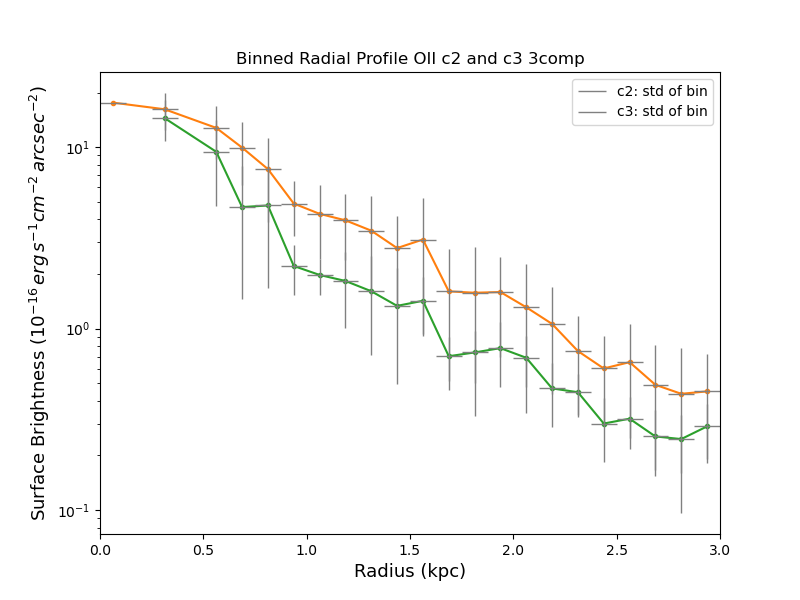 Binned Radial Profile OII c2 and c3 3comp
c2: std of bin
c3: std of bin
Surface Brightness (10⁻¹⁶ erg s⁻¹cm⁻² arcsec⁻²)
10¹
10⁰
10⁻¹
0.0 0.5 1.0 1.5 2.0 2.5 3.0
Radius (kpc)